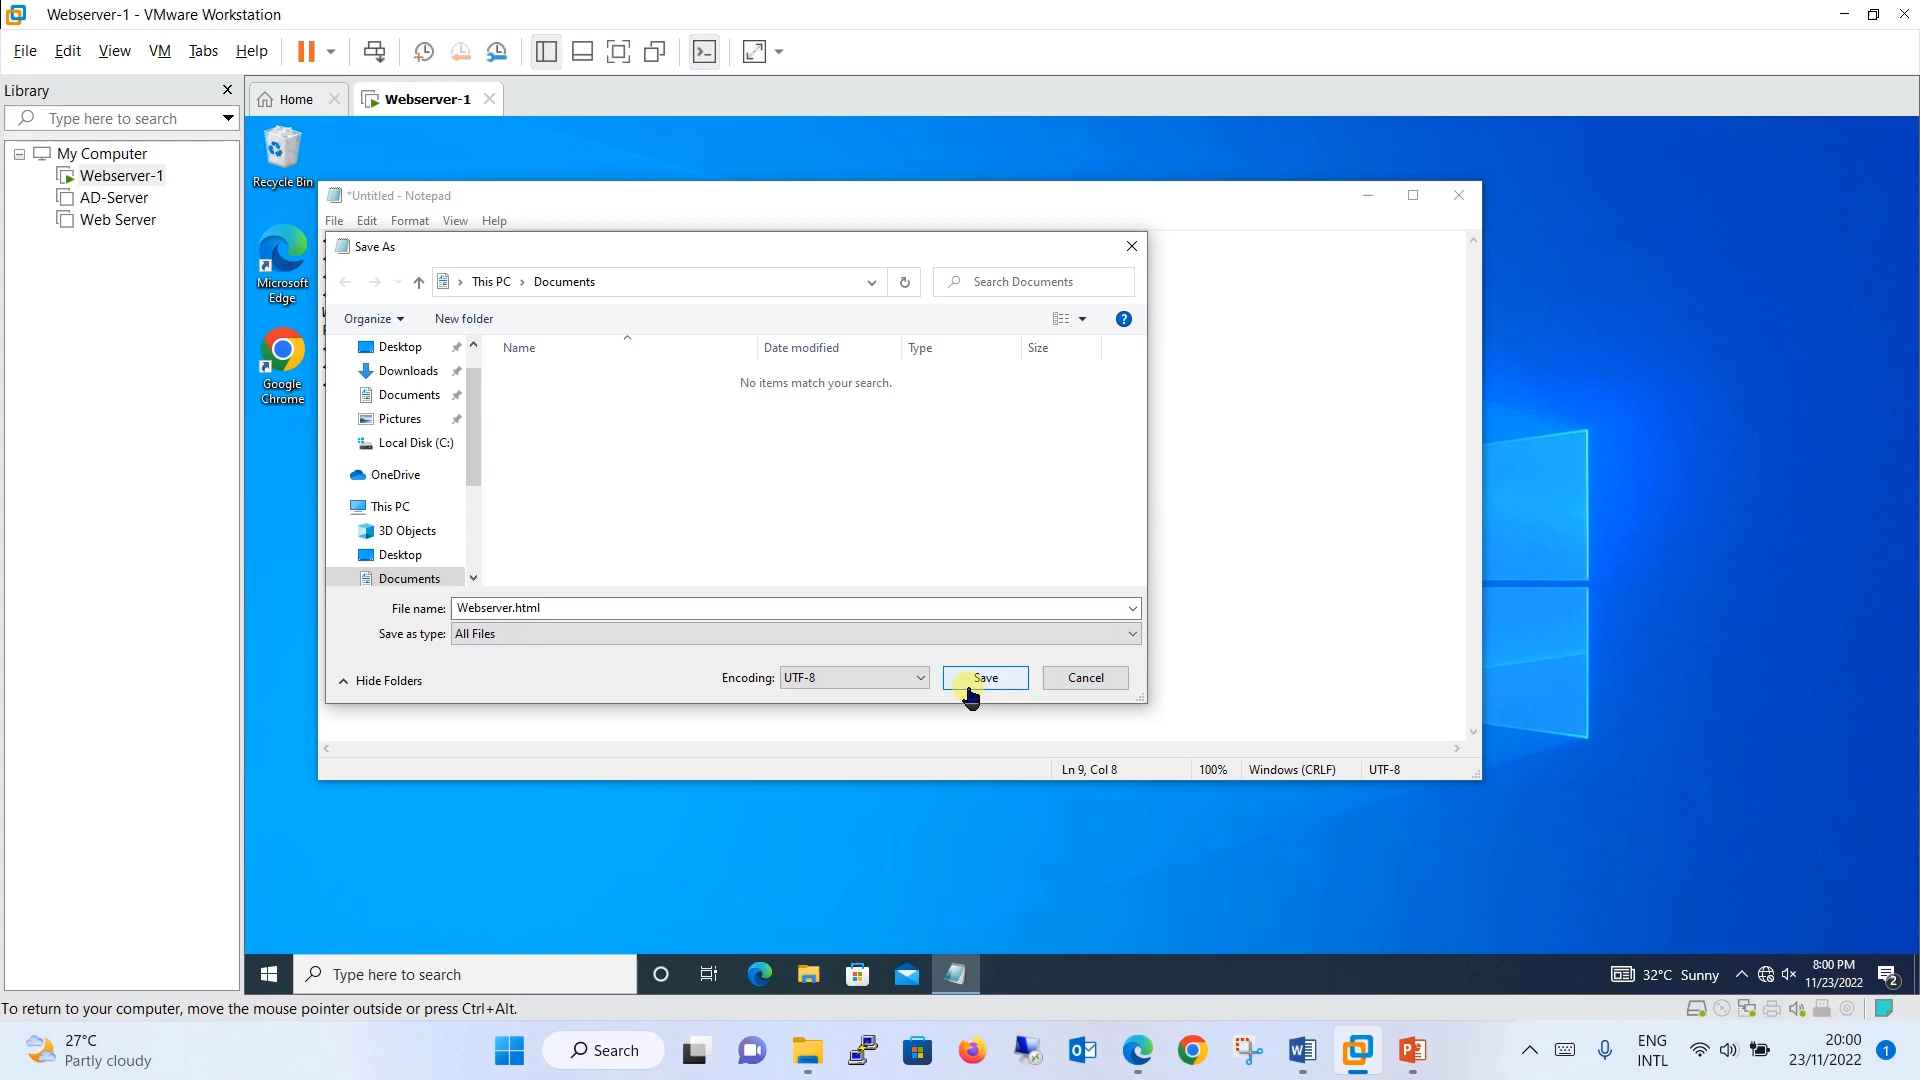 Webserver-1 - VMware Workstation
File Edit View VM Tabs Help
Library
Type here to search
My Computer
Webserver-1
AD-Server
Web Server
Home
Webserver-1
Recycle Bin
Microsoft
Edge
Google
Chrome
*Untitled - Notepad
File Edit Format View Help
Save As
This PC > Documents
Search Documents
Organize New folder
Name Date modified Type Size
No items match your search.
Desktop
Downloads
Documents
Pictures
Local Disk (C:)
OneDrive
This PC
3D Objects
Desktop
Documents
File name: Webserver.html
Save as type: All Files
Hide Folders
Encoding: UTF-8
Save
Cancel
Ln 9, Col 8 100% Windows (CRLF) UTF-8
Type here to search
32°C Sunny
8:00 PM
11/23/2022
2
To return to your computer, move the mouse pointer outside or press Ctrl+Alt.
27°C
Partly cloudy
Search
ENG
INTL
20:00
23/11/2022
1